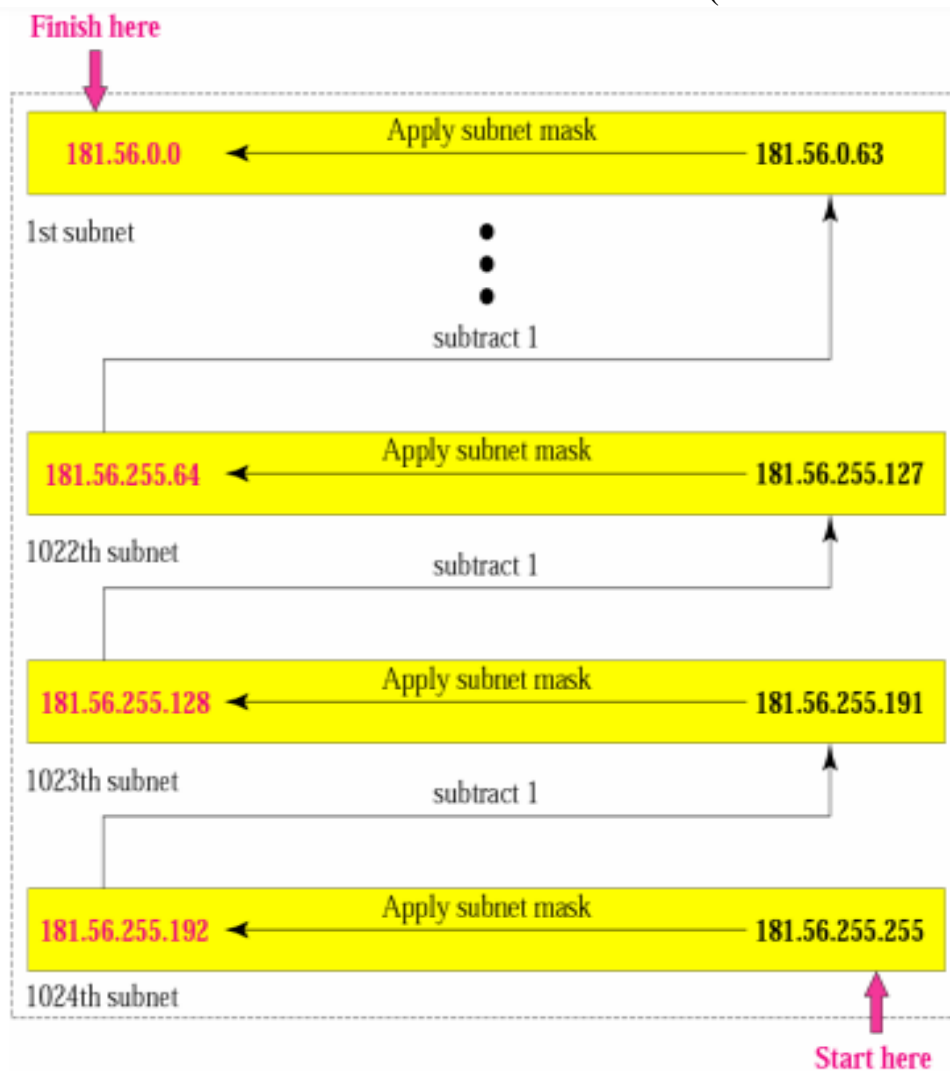 (
Finish here
Apply subnet mask
181.56.0.0 181.56.0.63
1st subnet
subtract 1
Apply subnet mask
181.56.255.64 181.56.255.127
1022th subnet
subtract 1
Apply subnet mask
181.56.255.128 181.56.255.191
1023th subnet
subtract 1
Apply subnet mask
181.56.255.192 181.56.255.255
1024th subnet
Start here